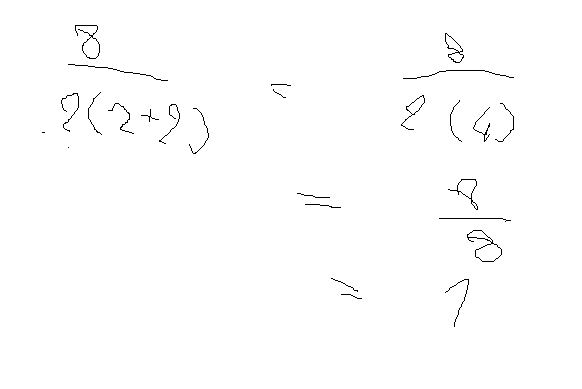 8/2(2+2) = 8/2(4)
= 8/8
= 1